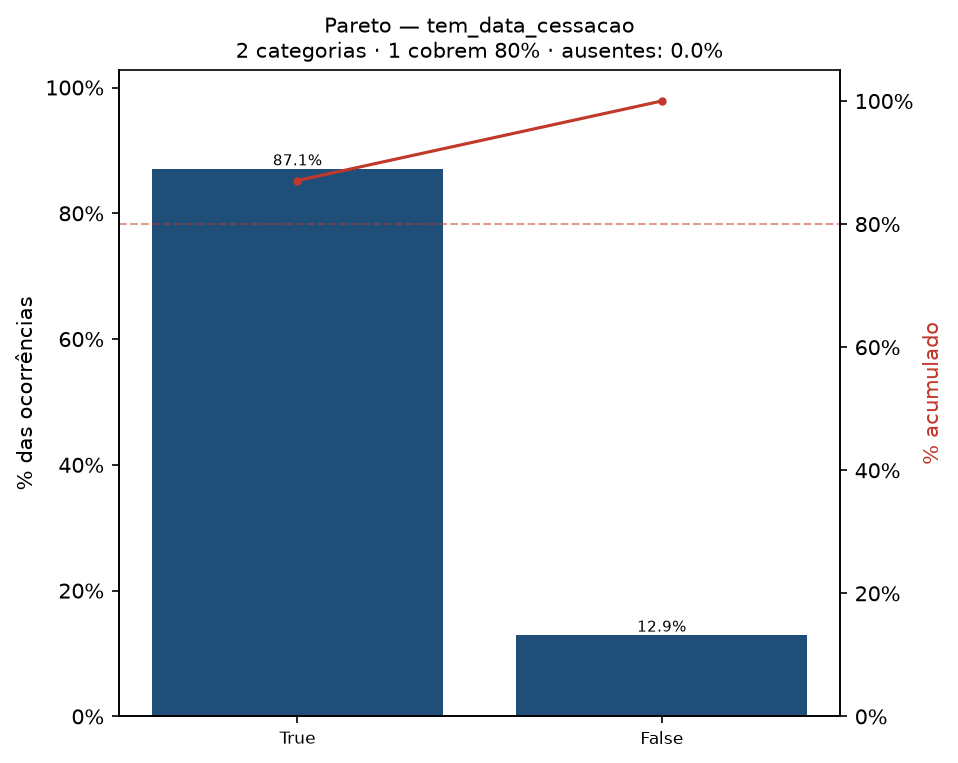 Pareto — tem_data_cessacao
2 categorias · 1 cobrem 80% · ausentes: 0.0%
% das ocorrências
100%
80%
60%
40%
20%
0%
87.1%
12.9%
True
False
100%
80%
60%
40%
20%
0%
% acumulado